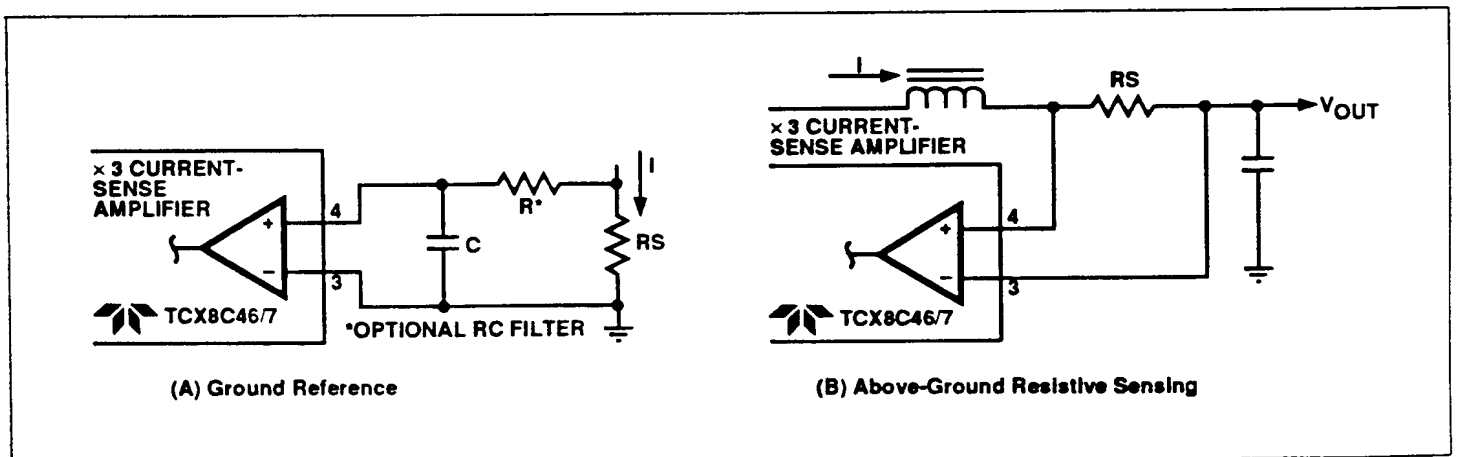 × 3 CURRENT-
SENSE
AMPLIFIER
+
−
4
3
C
R*
I
RS
TCX8C46/7
*OPTIONAL RC FILTER
(A) Ground Reference
I
RS
VOUT
× 3 CURRENT-
SENSE AMPLIFIER
+
−
4
3
TCX8C46/7
(B) Above-Ground Resistive Sensing